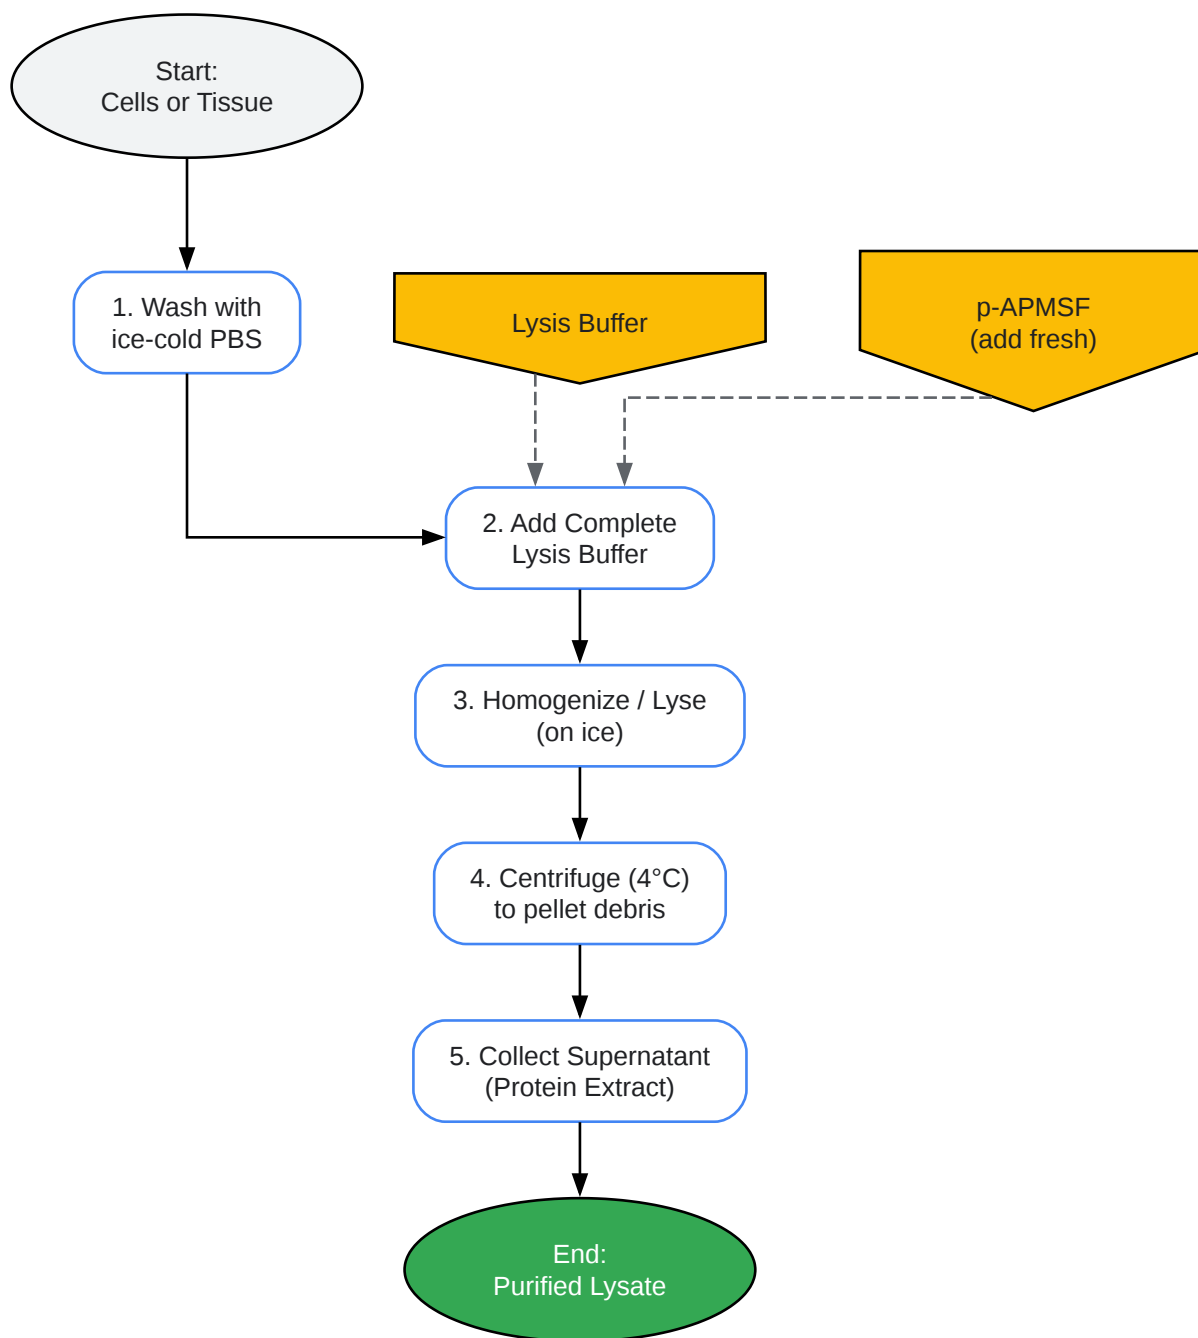 Start:
Cells or Tissue
1. Wash with
ice-cold PBS
Lysis Buffer
p-APMSF
(add fresh)
2. Add Complete
Lysis Buffer
3. Homogenize / Lyse
(on ice)
4. Centrifuge (4°C)
to pellet debris
5. Collect Supernatant
(Protein Extract)
End:
Purified Lysate